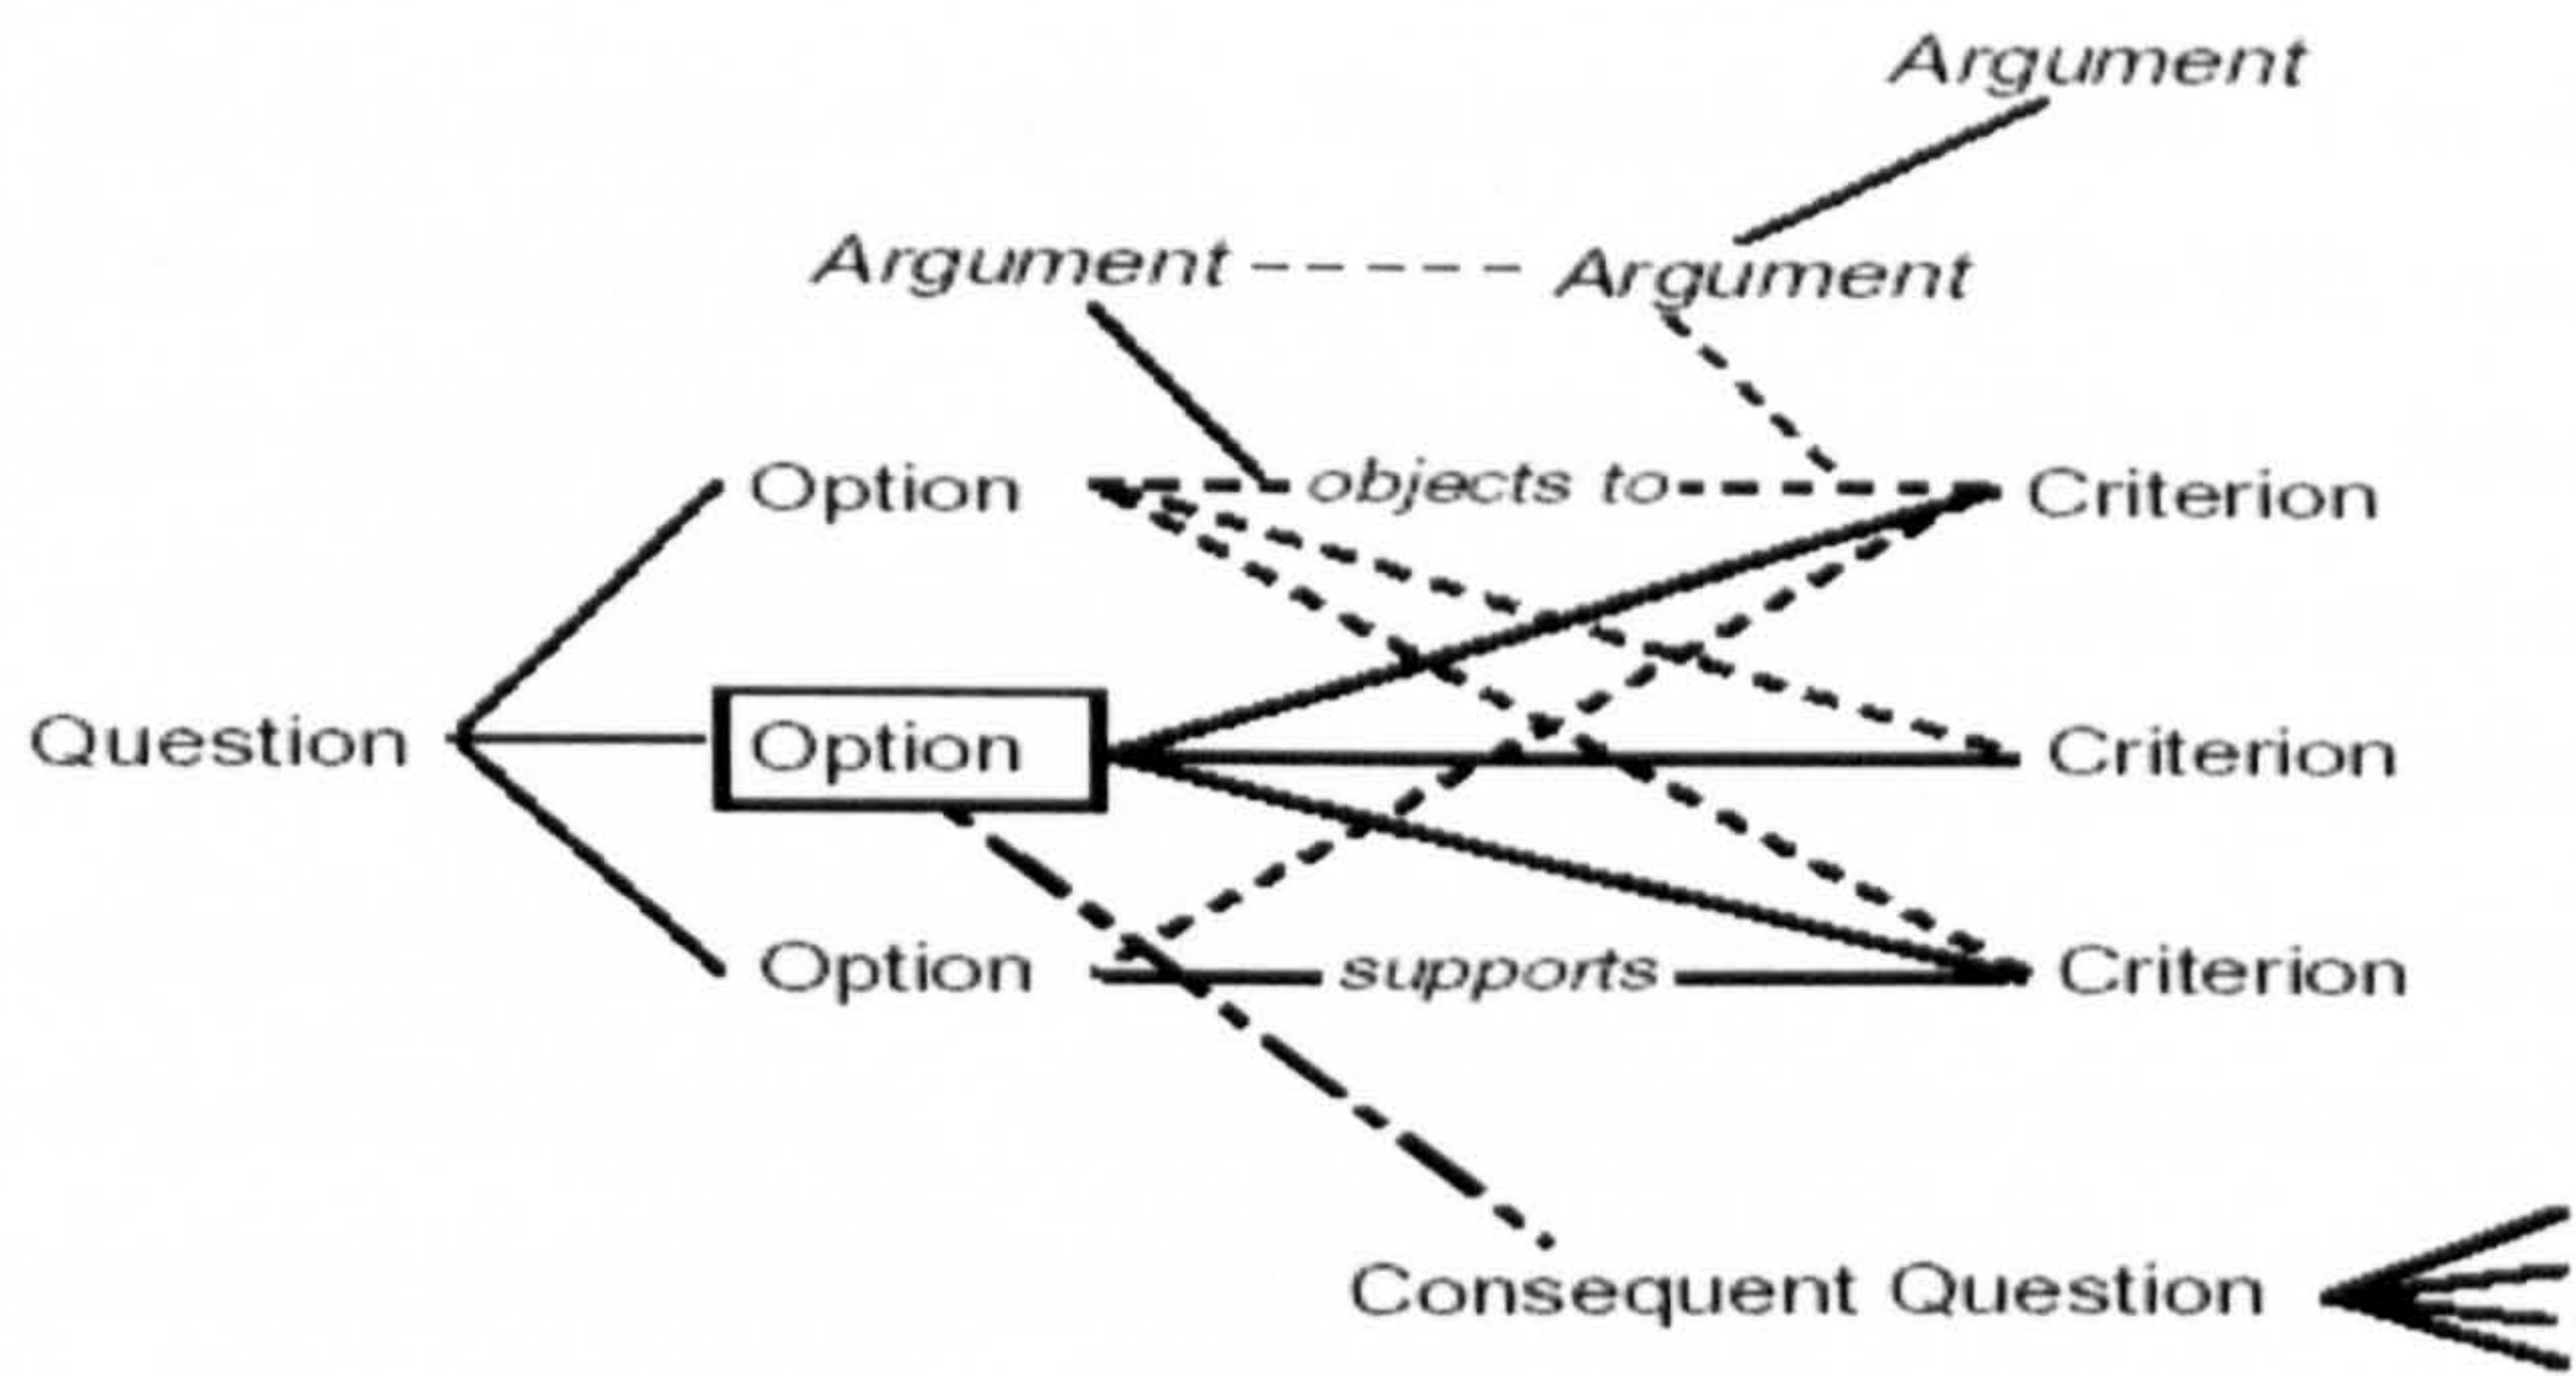 Argument
Argument Argument
Option objects to Criterion
Question Option Criterion
Option supports Criterion
Consequent Question